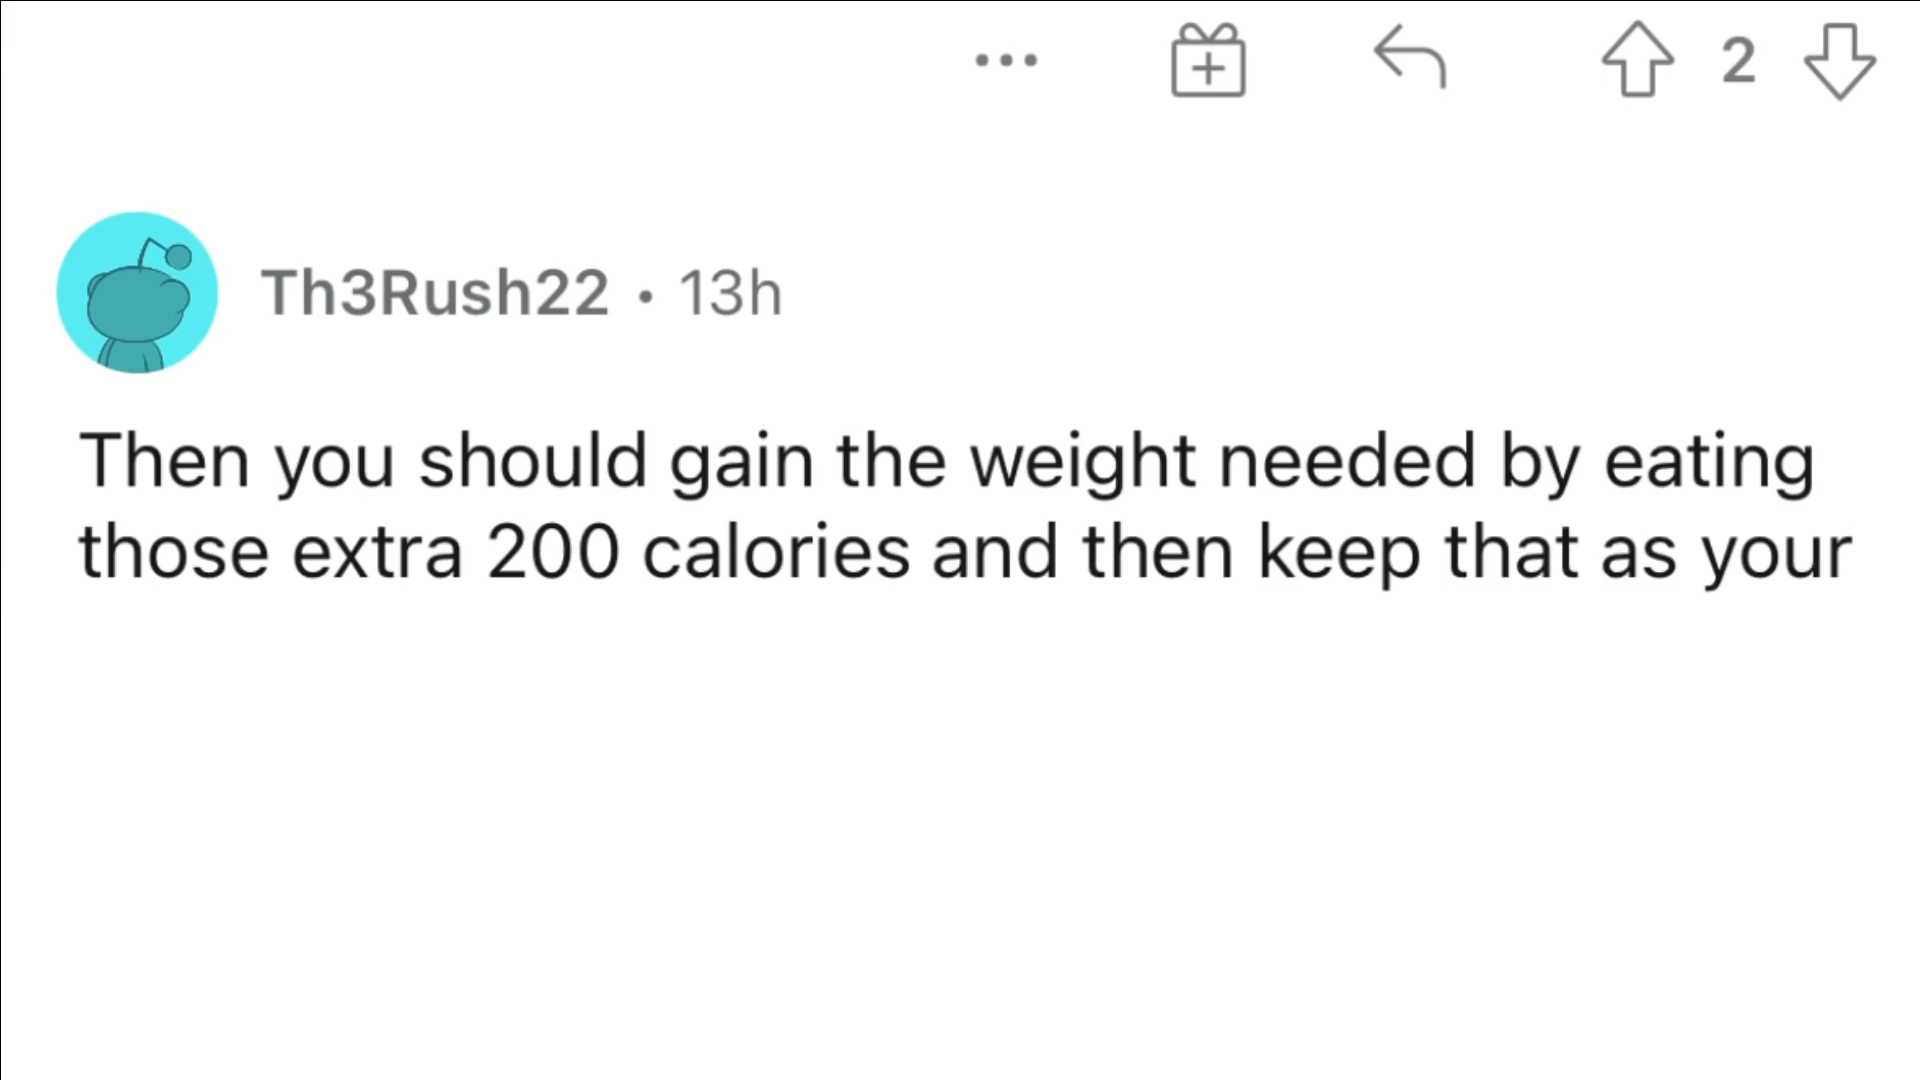 2
Th3Rush22 • 13h
Then you should gain the weight needed by eating
those extra 200 calories and then keep that as your